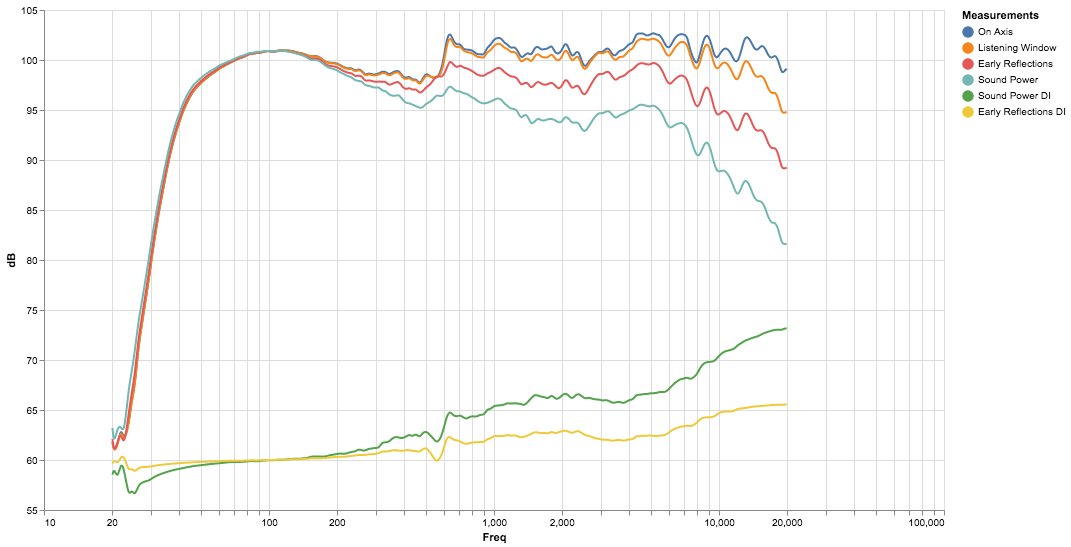 Measurements
On Axis
Listening Window
Early Reflections
Sound Power
Sound Power DI
Early Reflections DI
105
100
95
90
85
80
75
70
65
60
55
dB
10 20 100 200 1,000 2,000 10,000 20,000 100,000
Freq